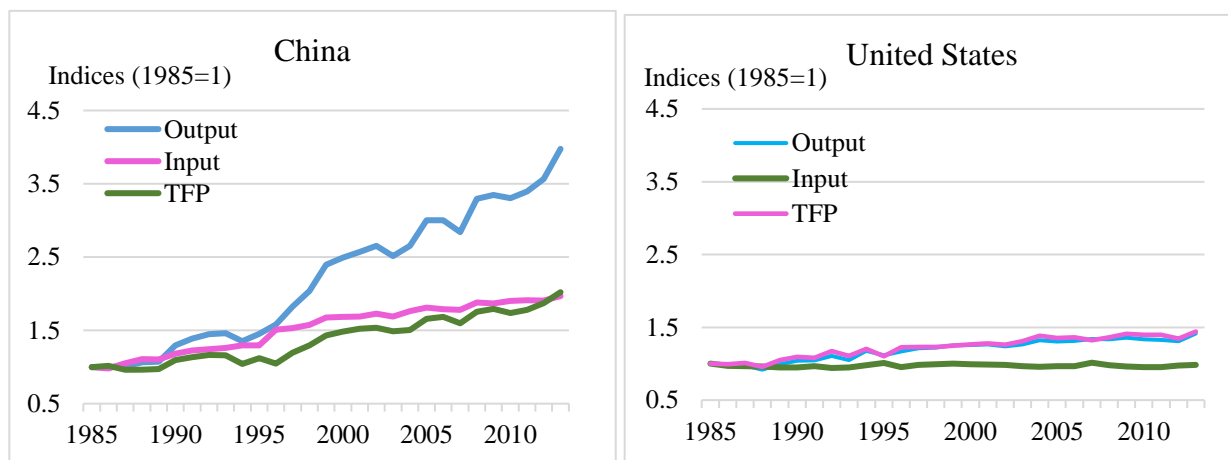 China
Indices (1985=1)
4.5
Output
Input
3.5
TFP
2.5
1.5
0.5
1985 1990 1995 2000 2005 2010
United States
Indices (1985=1)
4.5
Output
Input
3.5
TFP
2.5
1.5
0.5
1985 1990 1995 2000 2005 2010